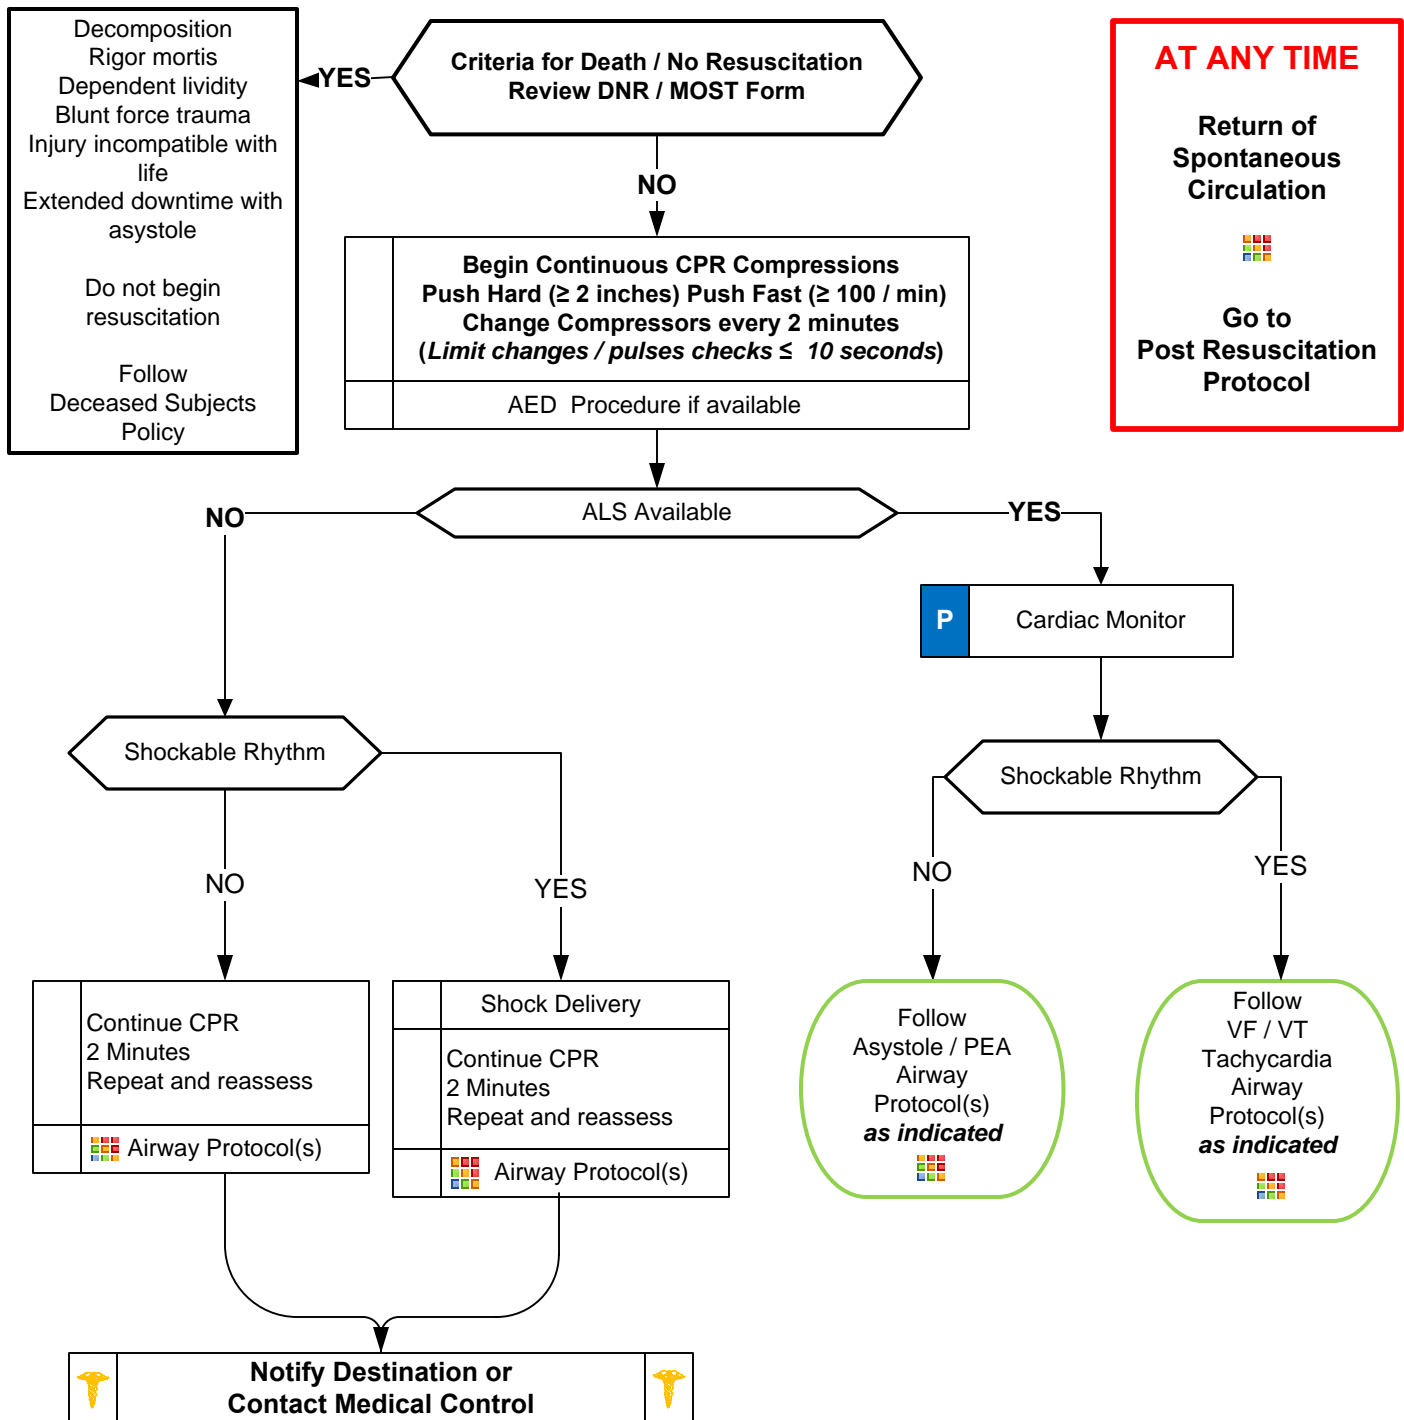 Decomposition
Rigor mortis
Dependent lividity
Blunt force trauma
Injury incompatible with
life
Extended downtime with
asystole
Do not begin
resuscitation
Follow
Deceased Subjects
Policy
YES
Criteria for Death / No Resuscitation
Review DNR / MOST Form
AT ANY TIME
Return of
Spontaneous
Circulation
Go to
Post Resuscitation
Protocol
NO
Begin Continuous CPR Compressions
Push Hard (≥ 2 inches) Push Fast (≥ 100 / min)
Change Compressors every 2 minutes
(Limit changes / pulses checks ≤ 10 seconds)
AED Procedure if available
NO
ALS Available
YES
P
Cardiac Monitor
Shockable Rhythm
Shockable Rhythm
NO
YES
NO
YES
Continue CPR
2 Minutes
Repeat and reassess
Airway Protocol(s)
Shock Delivery
Continue CPR
2 Minutes
Repeat and reassess
Airway Protocol(s)
Follow
Asystole / PEA
Airway
Protocol(s)
as indicated
Follow
VF / VT
Tachycardia
Airway
Protocol(s)
as indicated
Notify Destination or
Contact Medical Control